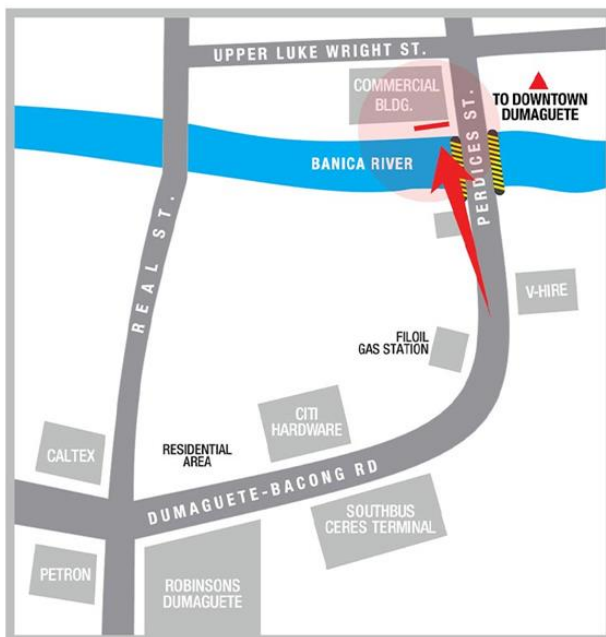 UPPER LUKE WRIGHT ST.
COMMERCIAL
BLDG.
TO DOWNTOWN
DUMAGUETE
BANICA RIVER
PERDICES ST.
REAL ST.
V-HIRE
FILOIL
GAS STATION
CITI
HARDWARE
RESIDENTIAL
AREA
CALTEX
DUMAGUETE-BACONG RD
SOUTHBUS
CERES TERMINAL
PETRON
ROBINSONS
DUMAGUETE